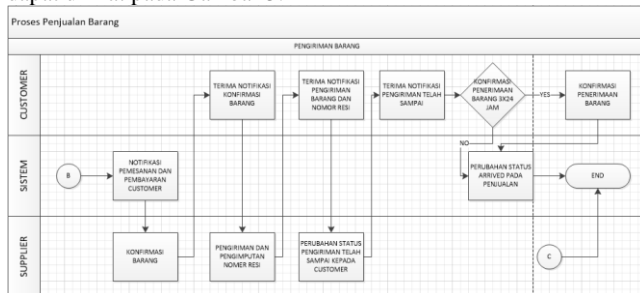 Proses Penjualan Barang
PENGIRIMAN BARANG
CUSTOMER
TERIMA NOTIFIKASI
KONFIRMASI
BARANG
TERIMA NOTIFIKASI
PENGIRIMAN
BARANG DAN
NOMOR RESI
TERIMA NOTIFIKASI
PENGIRIMAN TELAH
SAMPAI
KONFIRMASI
PENERIMAAN
BARANG 3X24
JAM
YES
KONFIRMASI
PENERIMAAN
BARANG
NO
SISTEM
B
NOTIFIKASI
PEMESANAN DAN
PEMBAYARAN
CUSTOMER
PERUBAHAN STATUS
ARRIVED PADA
PENJUALAN
END
SUPPLIER
KONFIRMASI
BARANG
PENGIRIMAN DAN
PENGIMPUTAN
NOMER RESI
PERUBAHAN STATUS
PENGIRIMAN TELAH
SAMPAI KEPADA
CUSTOMER
C